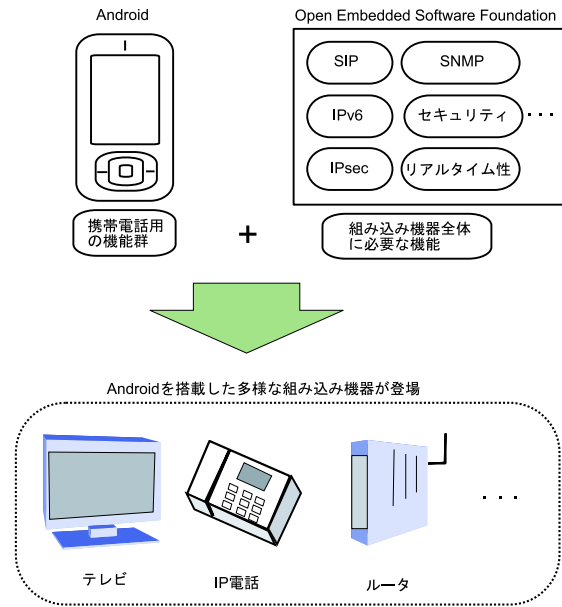 Android
Open Embedded Software Foundation
SIP
SNMP
IPv6
セキュリティ
・・・
IPsec
リアルタイム性
携帯電話用
の機能群
+
組み込み機器全体
に必要な機能
Androidを搭載した多様な組み込み機器が登場
・・・
テレビ
IP電話
ルータ